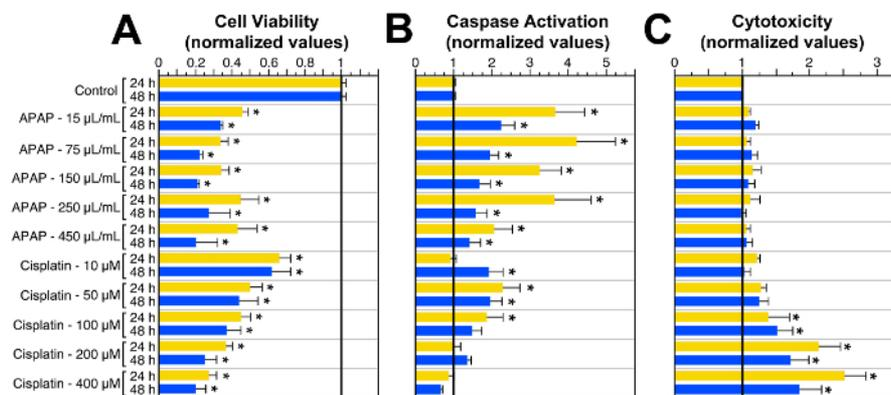 A Cell Viability (normalized values)
B Caspase Activation (normalized values)
C Cytotoxicity (normalized values)
0 0.2 0.4 0.6 0.8 1
0 1 2 3 4 5
0 1 2 3
Control 24 h
48 h
APAP - 15 µL/mL 24 h *
48 h * * *
APAP - 75 µL/mL 24 h * *
48 h * *
APAP - 150 µL/mL 24 h * *
48 h * *
APAP - 250 µL/mL 24 h * *
48 h * *
APAP - 450 µL/mL 24 h * *
48 h * *
Cisplatin - 10 µM 24 h *
48 h * *
Cisplatin - 50 µM 24 h * *
48 h * *
Cisplatin - 100 µM 24 h * * *
48 h * *
Cisplatin - 200 µM 24 h * *
48 h * *
Cisplatin - 400 µM 24 h * *
48 h * *